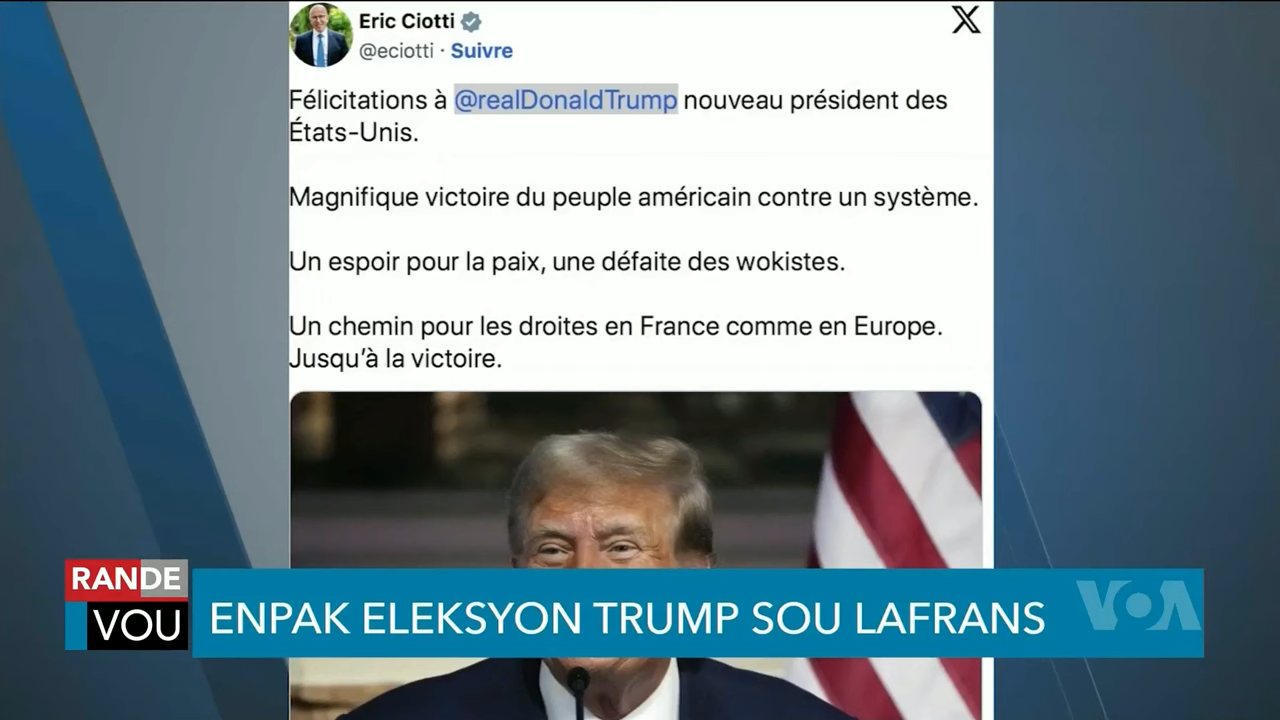 Eric Ciotti
@eciotti · Suivre
Félicitations à @realDonaldTrump nouveau président des
États-Unis.
Magnifique victoire du peuple américain contre un système.
Un espoir pour la paix, une défaite des wokistes.
Un chemin pour les droites en France comme en Europe.
Jusqu'à la victoire.
RANDE
VOU
ENPAK ELEKSYON TRUMP SOU LAFRANS
VOA